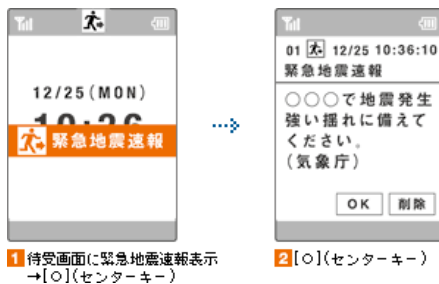 12/25(MON)
10:36
緊急地震速報
1 待受画面に緊急地震速報表示
→[○](センターキー)
01 12/25 10:36:10
緊急地震速報
○○○で地震発生
強い揺れに備えて
ください。
(気象庁)
OK 削除
2 [○](センターキー)